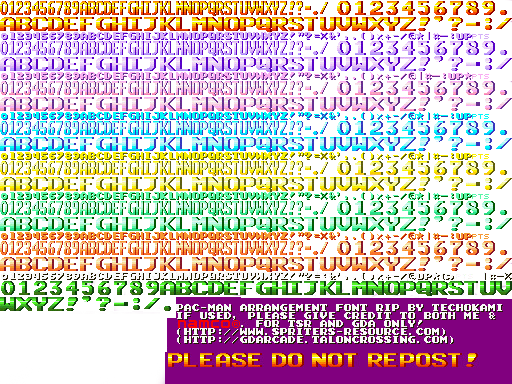 0123456789ABCDEFGHIJKLMNOPQRSTUVWXYZ!?-./ 0123456789.
ABCDEFGHIJKLMNOPQRSTUVWXYZ!'?-:/
0123456789ABCDEFGHIJKLMNOPQRSTUVWXYZ!?-./ 0123456789.
ABCDEFGHIJKLMNOPQRSTUVWXYZ!'?-:/
0123456789ABCDEFGHIJKLMNOPQRSTUVWXYZ!?-./ 0123456789.
ABCDEFGHIJKLMNOPQRSTUVWXYZ!'?-:/
0123456789ABCDEFGHIJKLMNOPQRSTUVWXYZ!?-./ 0123456789.
ABCDEFGHIJKLMNOPQRSTUVWXYZ!'?-:/
0123456789ABCDEFGHIJKLMNOPQRSTUVWXYZ!?-./ 0123456789.
ABCDEFGHIJKLMNOPQRSTUVWXYZ!'?-:/
0123456789ABCDEFGHIJKLMNOPQRSTUVWXYZ!?-./ 0123456789.
ABCDEFGHIJKLMNOPQRSTUVWXYZ!'?-:/
0123456789ABCDEFGHIJKLMNOPQRSTUVWXYZ!?-./ 0123456789.
ABCDEFGHIJKLMNOPQRSTUVWXYZ!'?-:/
0123456789ABCDEFGHIJKLMNOPQRSTUV
WXYZ!'?-:/.
PAC-MAN ARRANGEMENT FONT RIP BY TECHOKAMI
IF USED, PLEASE GIVE CREDIT TO BOTH ME &
namco. FOR TSR AND GDA ONLY!
(HTTP://WWW.SPRITERS-RESOURCE.COM)
(HTTP://GDARCADE.TALONCROSSING.COM)
PLEASE DO NOT REPOST!